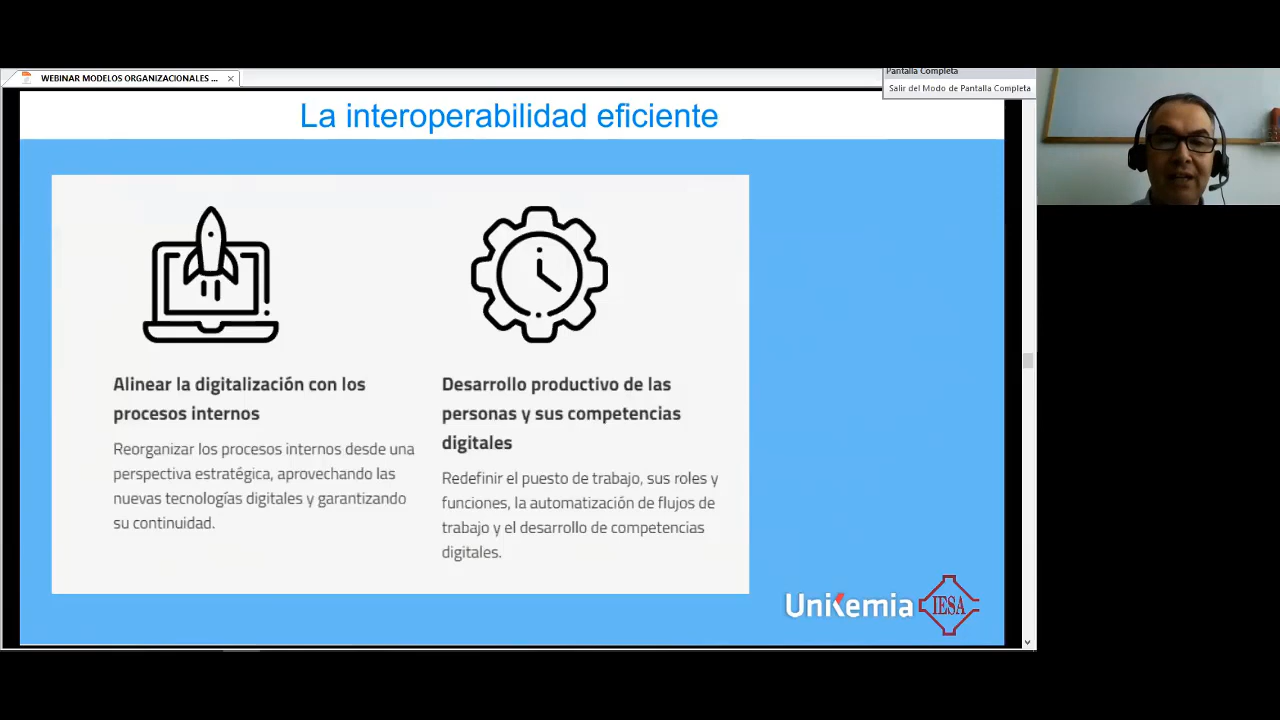 Pantalla Completa
WEBINAR MODELOS ORGANIZACIONALES ...
Salir del Modo de Pantalla Completa
La interoperabilidad eficiente
Alinear la digitalización con los
procesos internos
Reorganizar los procesos internos desde una
perspectiva estratégica, aprovechando las
nuevas tecnologías digitales y garantizando
su continuidad.
Desarrollo productivo de las
personas y sus competencias
digitales
Redefinir el puesto de trabajo, sus roles y
funciones, la automatización de flujos de
trabajo y el desarrollo de competencias
digitales.
Unikemia
IESA